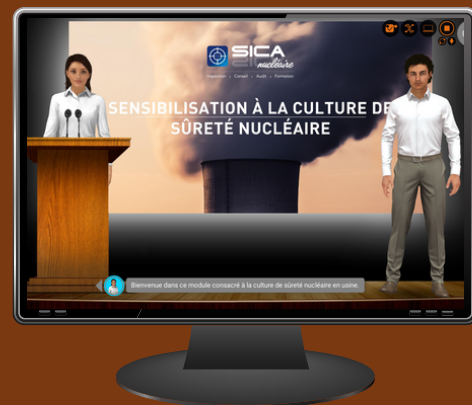 SICA
nucléaire
Inspection • Conseil • Audit • Formation
SENSIBILISATION À LA CULTURE DE
SÛRETÉ NUCLÉAIRE
Bienvenue dans ce module consacré à la culture de sûreté nucléaire en usine.